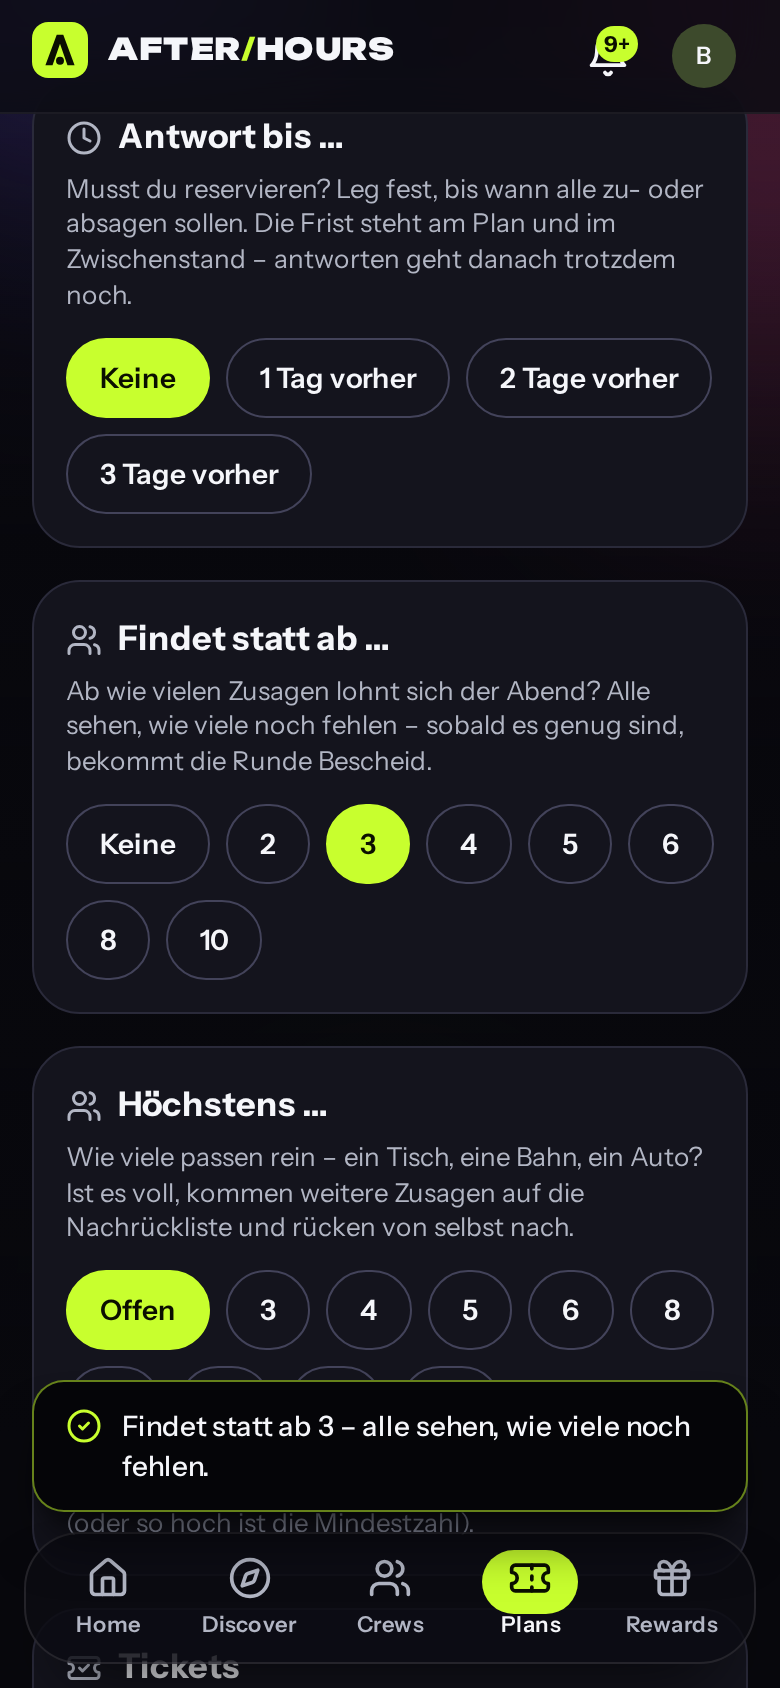 AFTER/HOURS
9+
B
Antwort bis ...
Musst du reservieren? Leg fest, bis wann alle zu- oder
absagen sollen. Die Frist steht am Plan und im
Zwischenstand – antworten geht danach trotzdem
noch.
Keine
1 Tag vorher
2 Tage vorher
3 Tage vorher
Findet statt ab ...
Ab wie vielen Zusagen lohnt sich der Abend? Alle
sehen, wie viele noch fehlen – sobald es genug sind,
bekommt die Runde Bescheid.
Keine
2
3
4
5
6
8
10
Höchstens ...
Wie viele passen rein – ein Tisch, eine Bahn, ein Auto?
Ist es voll, kommen weitere Zusagen auf die
Nachrückliste und rücken von selbst nach.
Offen
3
4
5
6
8
Findet statt ab 3 – alle sehen, wie viele noch
fehlen.
(oder so hoch ist die Mindestzahl).
Home
Discover
Crews
Plans
Rewards
Tickets